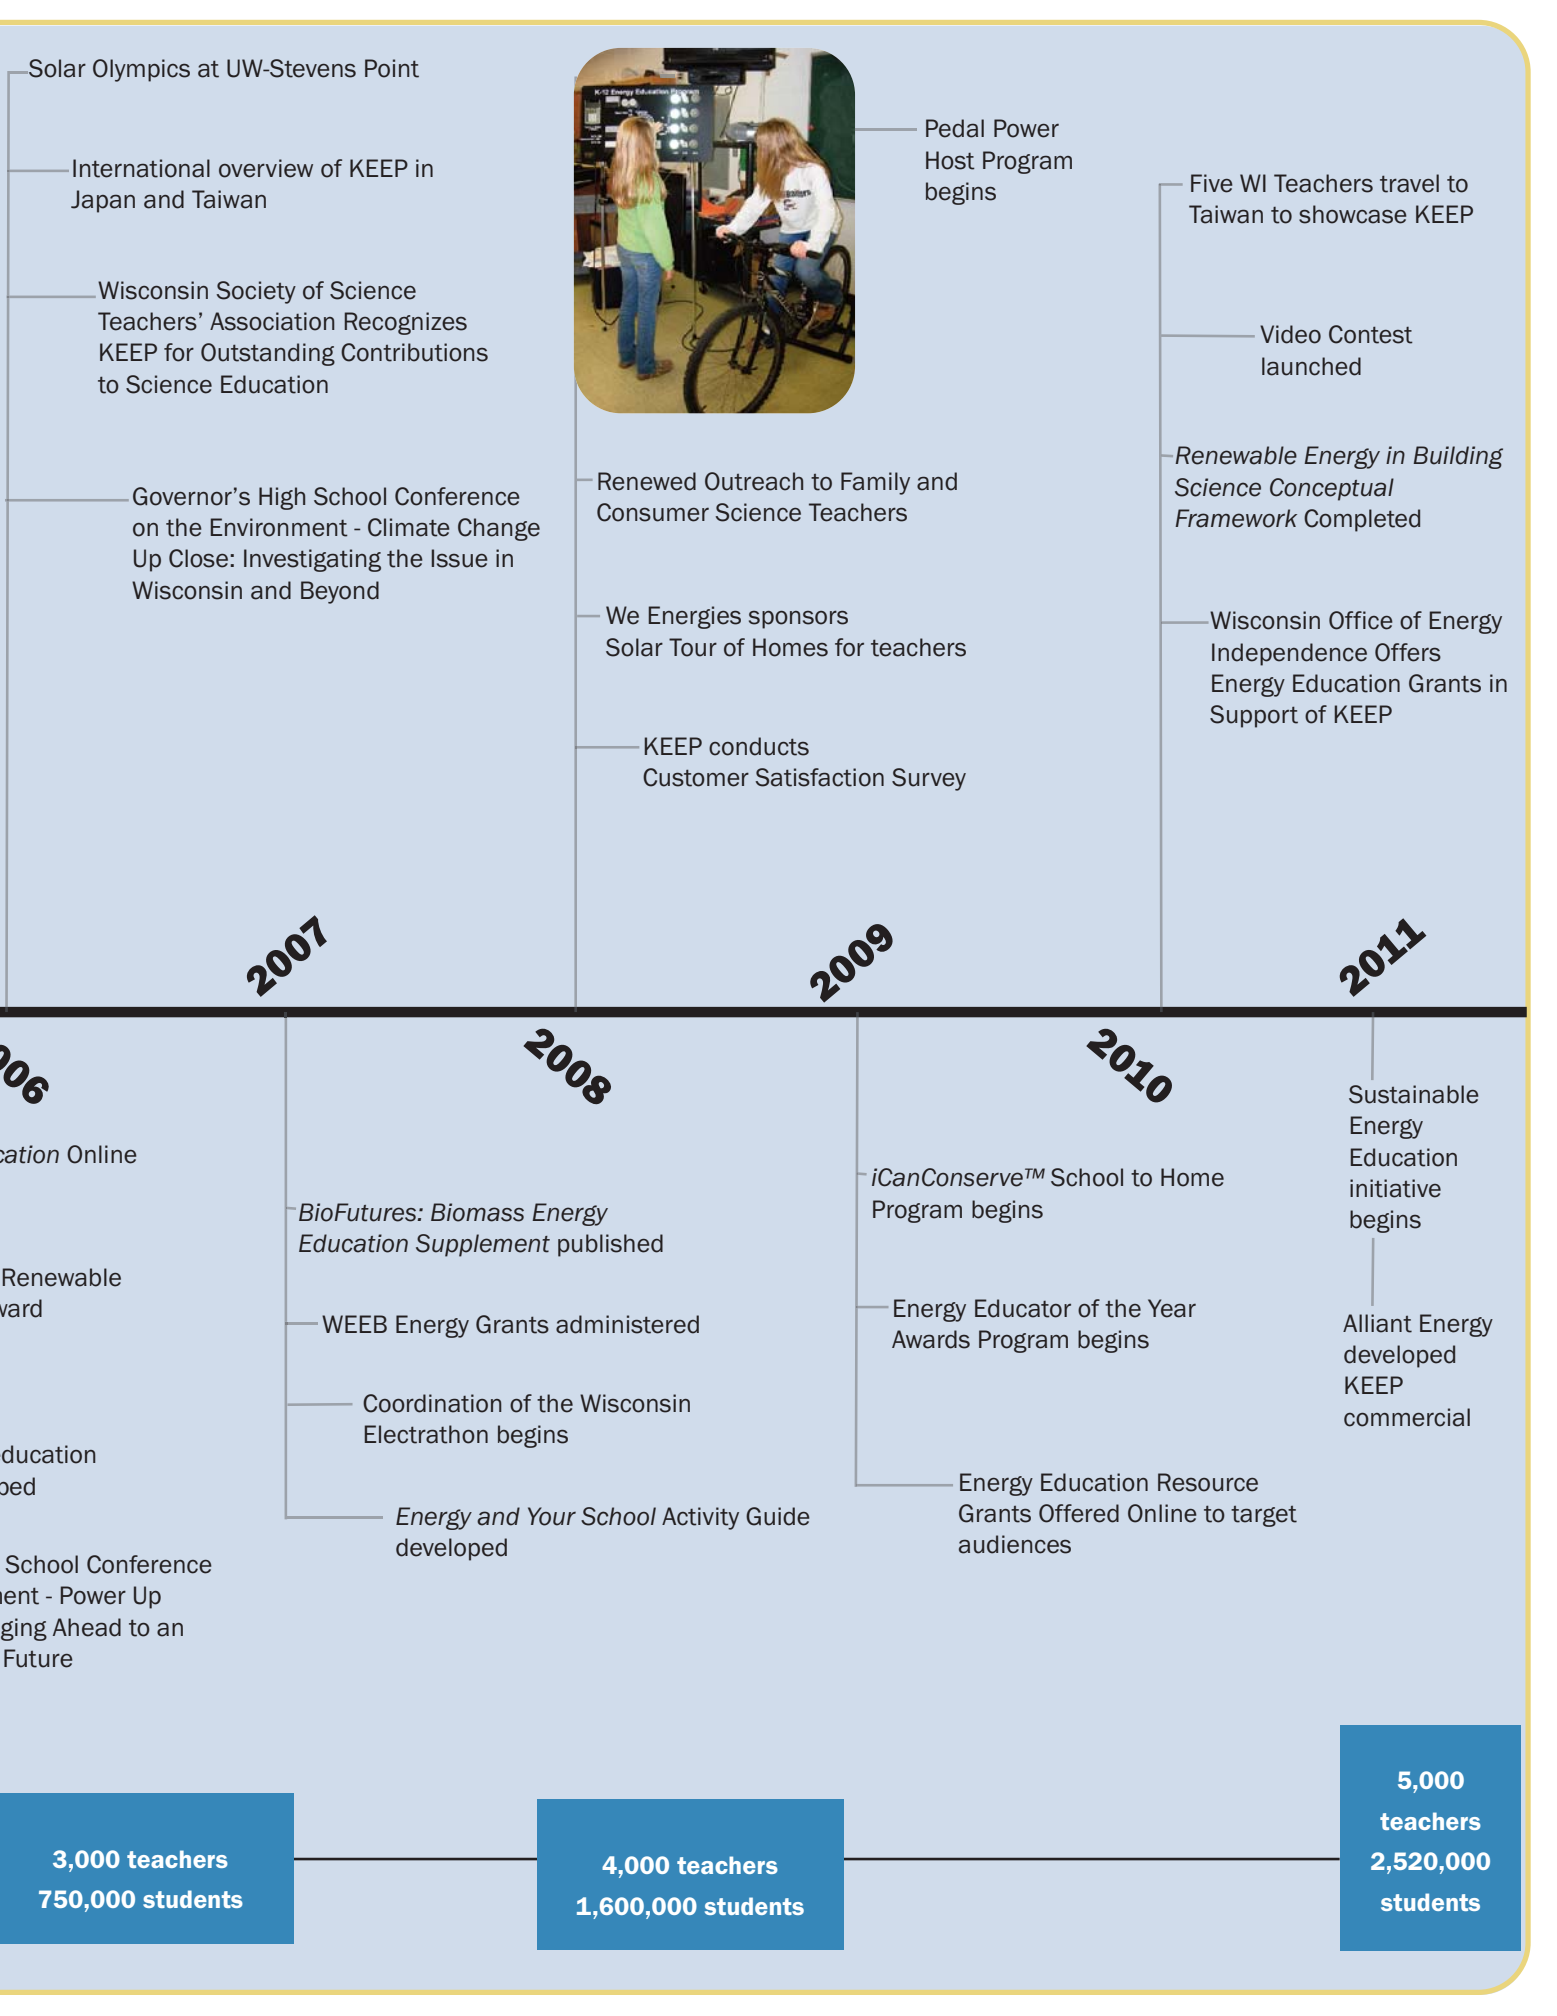 Solar Olympics at UW-Stevens Point
International overview of KEEP in
Japan and Taiwan
Wisconsin Society of Science
Teachers’ Association Recognizes
KEEP for Outstanding Contributions
to Science Education
Governor’s High School Conference
on the Environment - Climate Change
Up Close: Investigating the Issue in
Wisconsin and Beyond
K-12 Energy Education Program
Pedal Power
Host Program
begins
Renewed Outreach to Family and
Consumer Science Teachers
We Energies sponsors
Solar Tour of Homes for teachers
KEEP conducts
Customer Satisfaction Survey
Five WI Teachers travel to
Taiwan to showcase KEEP
Video Contest
launched
Renewable Energy in Building
Science Conceptual
Framework Completed
Wisconsin Office of Energy
Independence Offers
Energy Education Grants in
Support of KEEP
2007
2009
2011
06
2008
2010
cation Online
Renewable
ward
education
ped
School Conference
ment - Power Up
ging Ahead to an
Future
BioFutures: Biomass Energy
Education Supplement published
WEEB Energy Grants administered
Coordination of the Wisconsin
Electrathon begins
Energy and Your School Activity Guide
developed
iCanConserve™ School to Home
Program begins
Energy Educator of the Year
Awards Program begins
Energy Education Resource
Grants Offered Online to target
audiences
Sustainable
Energy
Education
initiative
begins
Alliant Energy
developed
KEEP
commercial
3,000 teachers
750,000 students
4,000 teachers
1,600,000 students
5,000
teachers
2,520,000
students